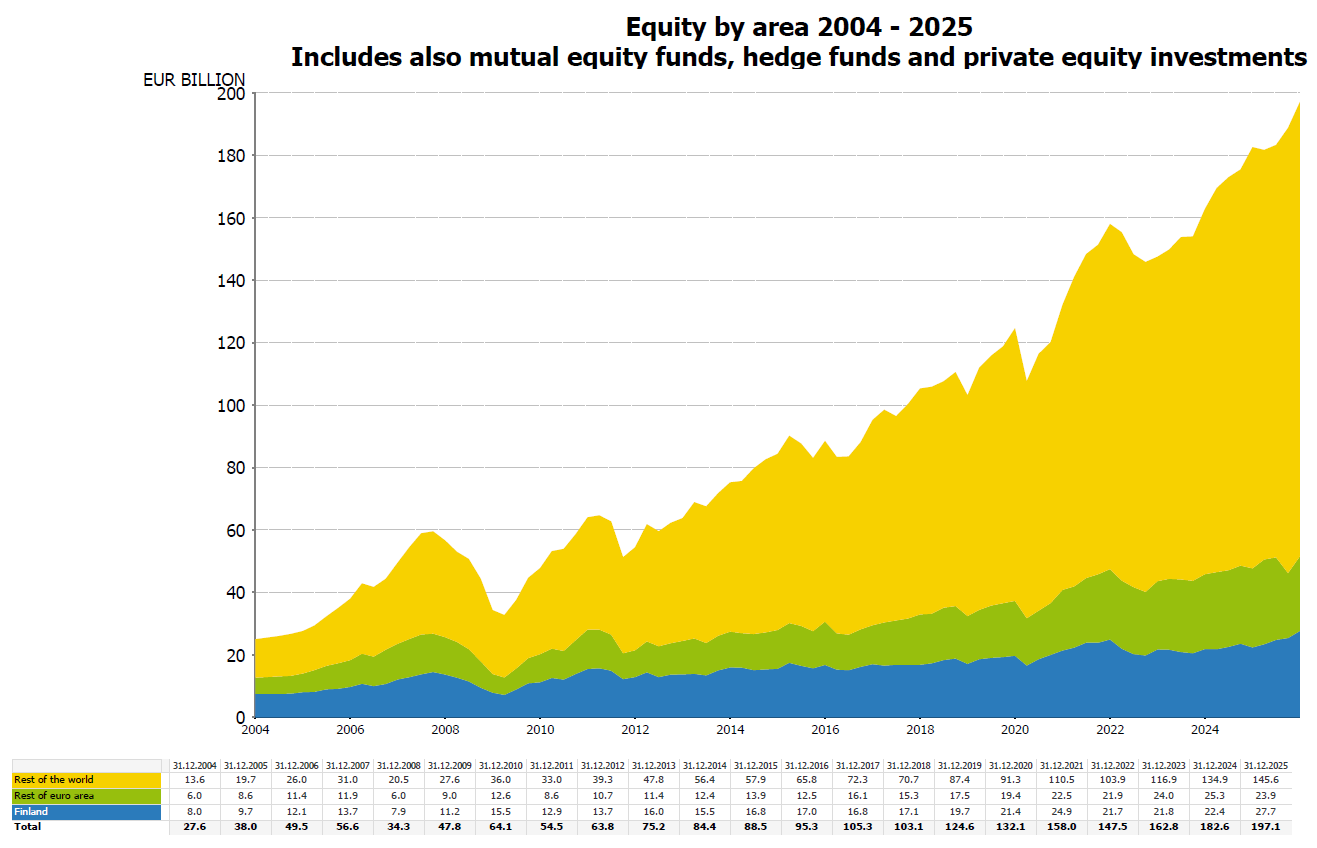 Equity by area 2004 - 2025
Includes also mutual equity funds, hedge funds and private equity investments
EUR BILLION
200
180
160
140
120
100
80
60
40
20
0
2004 2006 2008 2010 2012 2014 2016 2018 2020 2022 2024
31.12.2004 31.12.2005 31.12.2006 31.12.2007 31.12.2008 31.12.2009 31.12.2010 31.12.2011 31.12.2012 31.12.2013 31.12.2014 31.12.2015 31.12.2016 31.12.2017 31.12.2018 31.12.2019 31.12.2020 31.12.2021 31.12.2022 31.12.2023 31.12.2024 31.12.2025
Rest of the world 13.6 19.7 26.0 31.0 20.5 27.6 36.0 33.0 39.3 47.8 56.4 57.9 65.8 72.3 70.7 87.4 91.3 110.5 103.9 116.9 134.9 145.6
Rest of euro area 6.0 8.6 11.4 11.9 6.0 9.0 12.6 8.6 10.7 11.4 12.4 13.9 12.5 16.1 15.3 17.5 19.4 22.5 21.9 24.0 25.3 23.9
Finland 8.0 9.7 12.1 13.7 7.9 11.2 15.5 12.9 13.7 16.0 15.5 16.8 17.0 16.8 17.1 19.7 21.4 24.9 21.7 21.8 22.4 27.7
Total 27.6 38.0 49.5 56.6 34.3 47.8 64.1 54.5 63.8 75.2 84.4 88.5 95.3 105.3 103.1 124.6 132.1 158.0 147.5 162.8 182.6 197.1